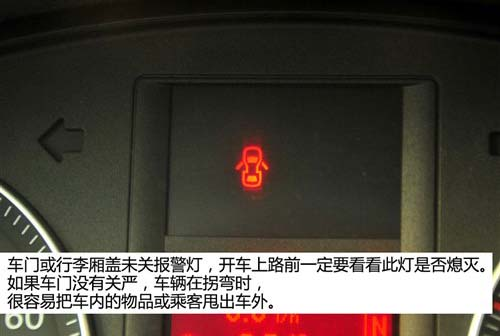 车门或行李厢盖未关报警灯，开车上路前一定要看看此灯是否熄灭。
如果车门没有关严，车辆在拐弯时，
很容易把车内的物品或乘客甩出车外。
60
N